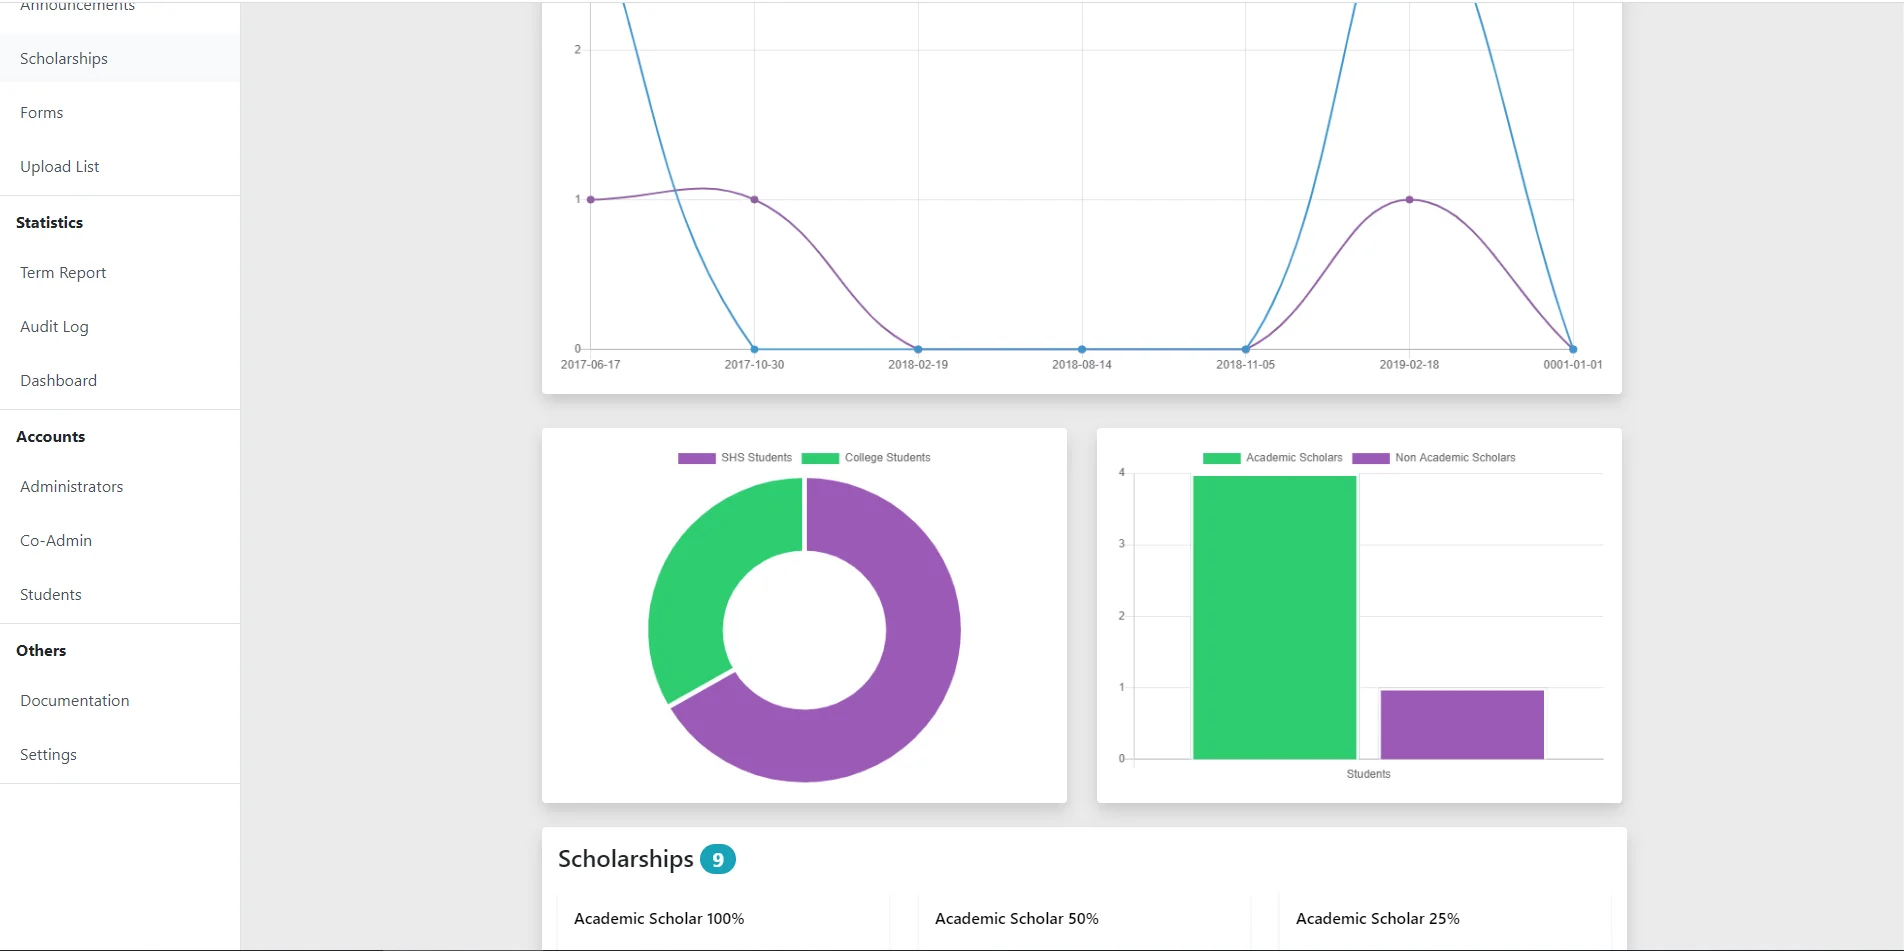 Announcements
Scholarships
Forms
Upload List
Statistics
Term Report
Audit Log
Dashboard
Accounts
Administrators
Co-Admin
Students
Others
Documentation
Settings
2
1
0
2017-06-17 2017-10-30 2018-02-19 2018-08-14 2018-11-05 2019-02-18 0001-01-01
SHS Students College Students
Academic Scholars Non Academic Scholars
4
3
2
1
0
Students
Scholarships 9
Academic Scholar 100% Academic Scholar 50% Academic Scholar 25%